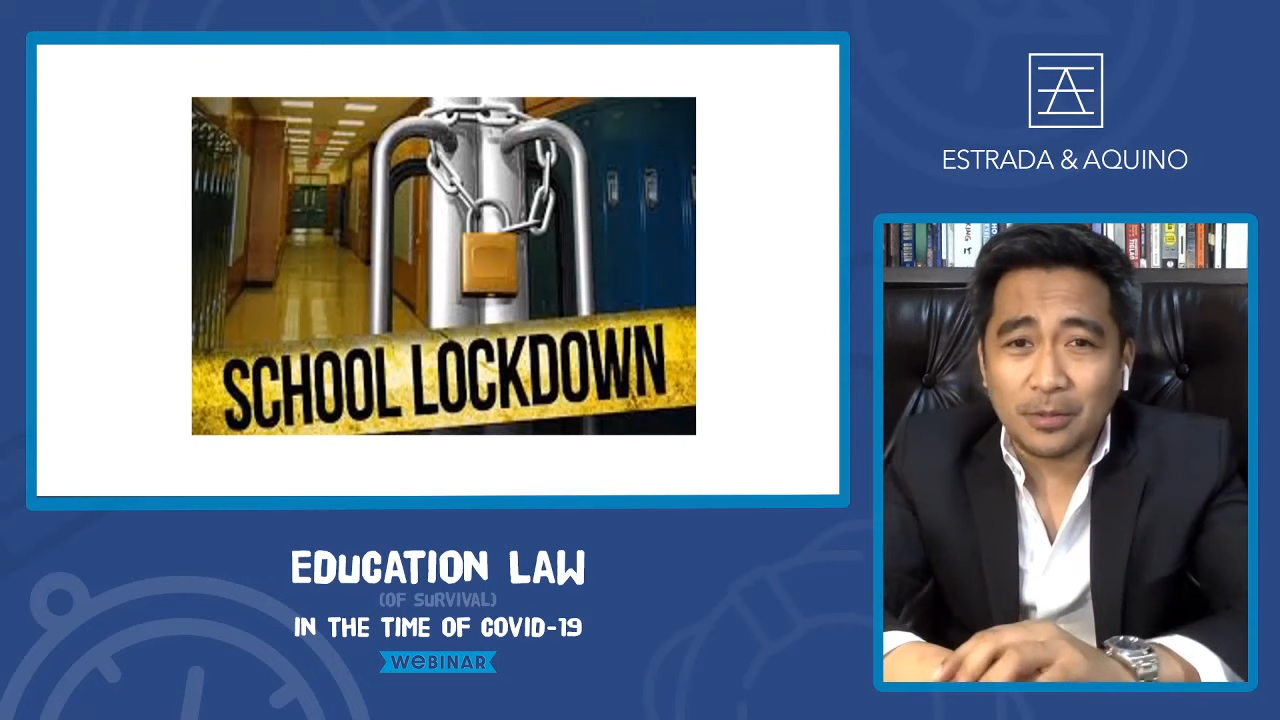 SCHOOL LOCKDOWN
ESTRADA & AQUINO
EDUCATION LAW
(OF SURVIVAL)
IN THE TIME OF COVID-19
WEBINAR